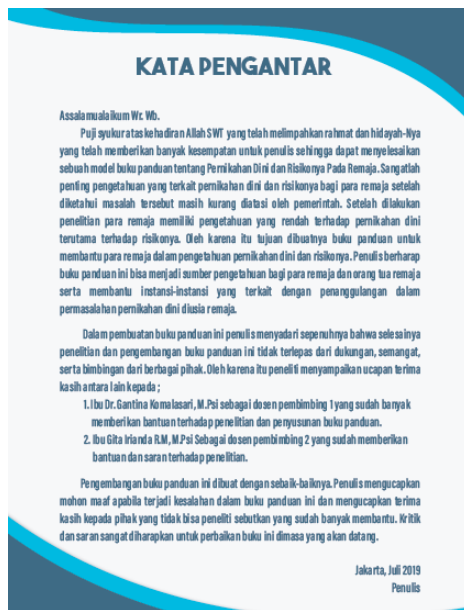 KATA PENGANTAR
Assalamualaikum Wr. Wb.
Puji syukur atas kehadiran Allah SWT yang telah melimpahkan rahmat dan hidayah-Nya
yang telah memberikan banyak kesempatan untuk penulis sehingga dapat menyelesaikan
sebuah model buku panduan tentang Pernikahan Dini dan Risikonya Pada Remaja. Sangatlah
penting pengetahuan yang terkait pernikahan dini dan risikonya bagi para remaja setelah
diketahui masalah tersebut masih kurang diatasi oleh pemerintah. Setelah dilakukan
penelitian para remaja memiliki pengetahuan yang rendah terhadap pernikahan dini
terutama terhadap risikonya. Oleh karena itu tujuan dibuatnya buku panduan untuk
membantu para remaja dalam pengetahuan pernikahan dini dan risikonya. Penulis berharap
buku panduan ini bisa menjadi sumber pengetahuan bagi para remaja dan orang tua remaja
serta membantu instansi-instansi yang terkait dengan penanggulangan dalam
permasalahan pernikahan dini diusia remaja.
Dalam pembuatan buku panduan ini penulis menyadari sepenuhnya bahwa selesainya
penelitian dan pengembangan buku panduan ini tidak terlepas dari dukungan, semangat,
serta bimbingan dari berbagai pihak. Oleh karena itu peneliti menyampaikan ucapan terima
kasih antara lain kepada ;
1. Ibu Dr. Gantina Komalasari, M.Psi sebagai dosen pembimbing 1 yang sudah banyak
memberikan bantuan terhadap penelitian dan penyusunan buku panduan.
2. Ibu Gita Irianda R.M, M.Psi Sebagai dosen pembimbing 2 yang sudah memberikan
bantuan dan saran terhadap penelitian.
Pengembangan buku panduan ini dibuat dengan sebaik-baiknya. Penulis mengucapkan
mohon maaf apabila terjadi kesalahan dalam buku panduan ini dan mengucapkan terima
kasih kepada pihak yang tidak bisa peneliti sebutkan yang sudah banyak membantu. Kritik
dan saran sangat diharapkan untuk perbaikan buku ini dimasa yang akan datang.
Jakarta, Juli 2019
Penulis